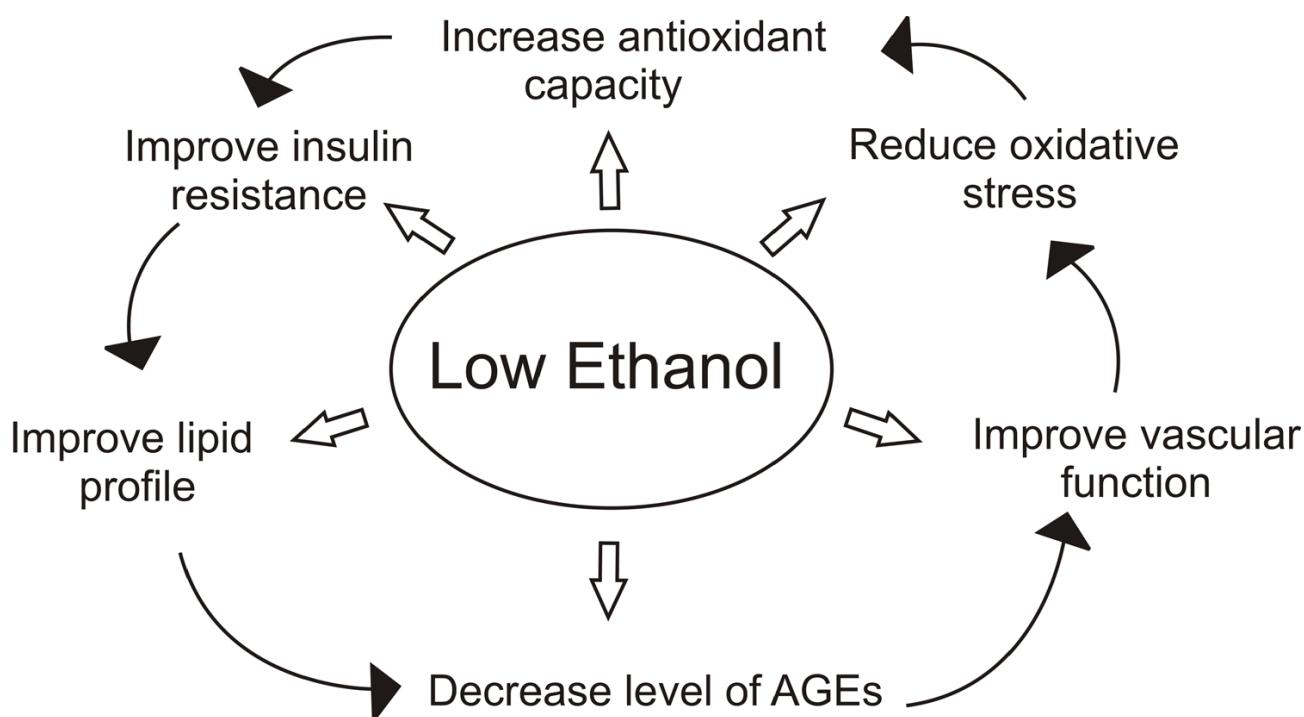 Increase antioxidant
capacity
Improve insulin
resistance
Reduce oxidative
stress
Low Ethanol
Improve lipid
profile
Improve vascular
function
Decrease level of AGEs